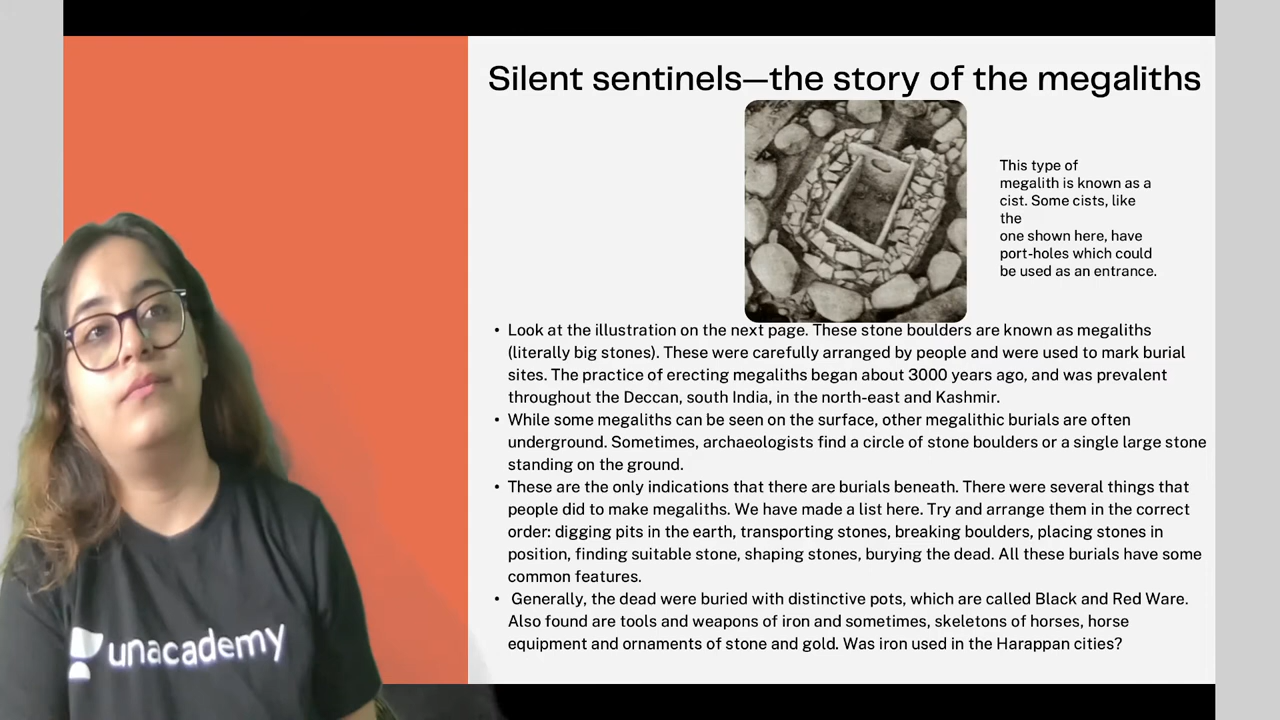 Silent sentinels—the story of the megaliths
This type of
megalith is known as a
cist. Some cists, like
the
one shown here, have
port-holes which could
be used as an entrance.
• Look at the illustration on the next page. These stone boulders are known as megaliths
(literally big stones). These were carefully arranged by people and were used to mark burial
sites. The practice of erecting megaliths began about 3000 years ago, and was prevalent
throughout the Deccan, south India, in the north-east and Kashmir.
• While some megaliths can be seen on the surface, other megalithic burials are often
underground. Sometimes, archaeologists find a circle of stone boulders or a single large stone
standing on the ground.
• These are the only indications that there are burials beneath. There were several things that
people did to make megaliths. We have made a list here. Try and arrange them in the correct
order: digging pits in the earth, transporting stones, breaking boulders, placing stones in
position, finding suitable stone, shaping stones, burying the dead. All these burials have some
common features.
• Generally, the dead were buried with distinctive pots, which are called Black and Red Ware.
Also found are tools and weapons of iron and sometimes, skeletons of horses, horse
equipment and ornaments of stone and gold. Was iron used in the Harappan cities?
unacademy